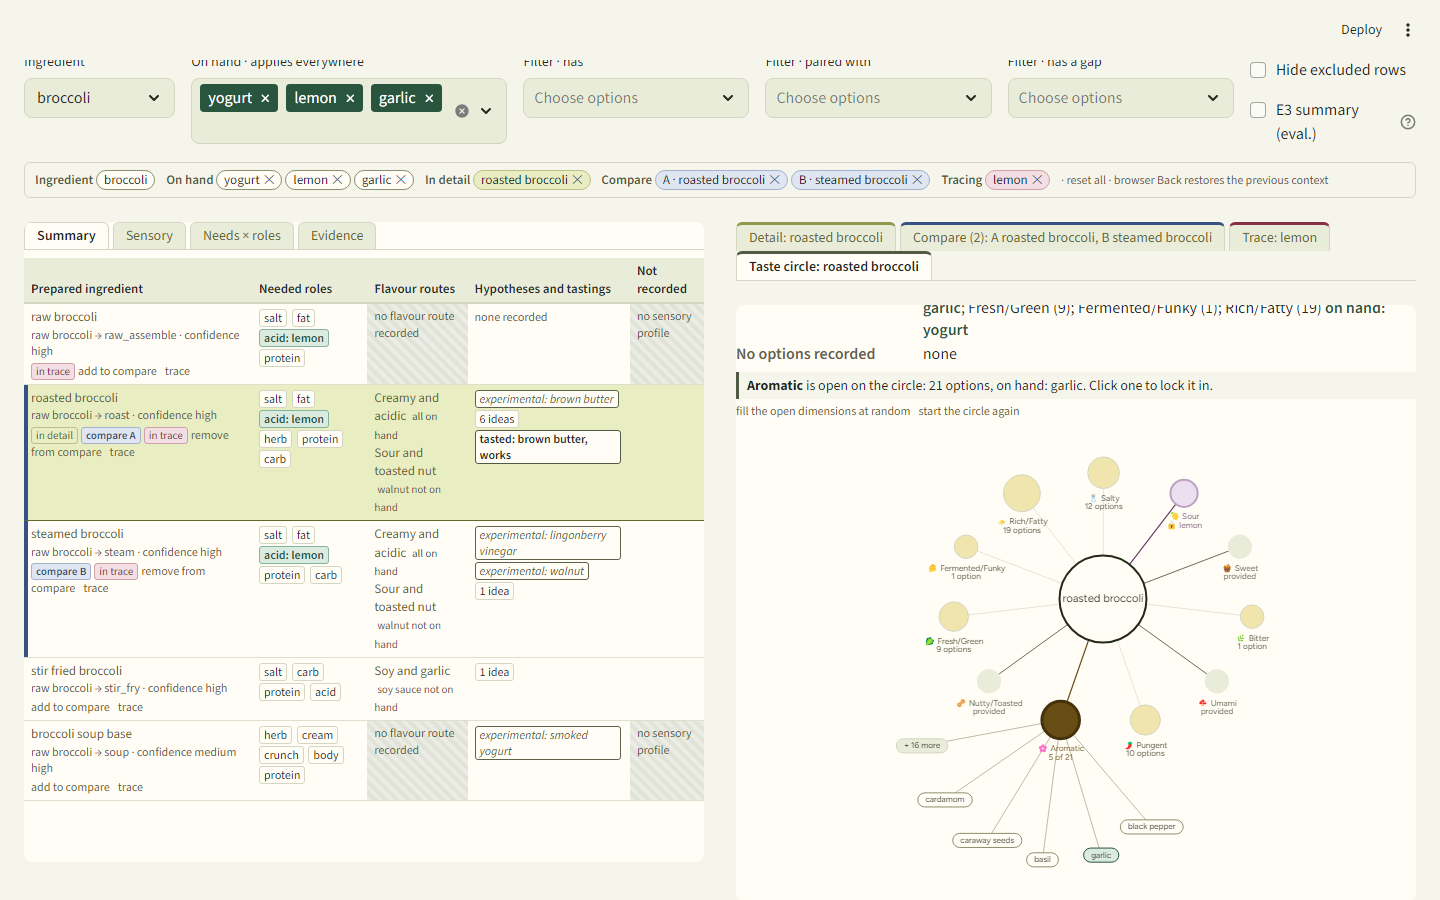 Deploy
Ingredient
On hand · applies everywhere
Filter · has
Filter · paired with
Filter · has a gap
broccoli
yogurt × lemon × garlic ×
Choose options
Choose options
Choose options
Hide excluded rows
E3 summary
(eval.)
Ingredient broccoli On hand yogurt × lemon × garlic × In detail roasted broccoli × Compare A · roasted broccoli × B · steamed broccoli × Tracing lemon × · reset all · browser Back restores the previous context
Summary Sensory Needs × roles Evidence
Prepared ingredient Needed roles Flavour routes Hypotheses and tastings Not
recorded
raw broccoli
raw broccoli → raw_assemble · confidence
high
in trace add to compare trace
salt fat
acid: lemon
protein
no flavour route
recorded
none recorded
no sensory
profile
roasted broccoli
raw broccoli → roast · confidence high
in detail compare A in trace remove
from compare trace
salt fat
acid: lemon
herb protein
carb
Creamy and
acidic all on
hand
Sour and
toasted nut
walnut not on
hand
experimental: brown butter
6 ideas
tasted: brown butter,
works
steamed broccoli
raw broccoli → steam · confidence high
compare B in trace remove from
compare trace
salt fat
acid: lemon
protein carb
Creamy and
acidic all on
hand
Sour and
toasted nut
walnut not on
hand
experimental: lingonberry
vinegar
experimental: walnut
1 idea
stir fried broccoli
raw broccoli → stir_fry · confidence high
add to compare trace
salt carb
protein acid
Soy and garlic
soy sauce not on
hand
1 idea
broccoli soup base
raw broccoli → soup · confidence medium
high
add to compare trace
herb cream
crunch body
protein
no flavour route
recorded
experimental: smoked
yogurt
no sensory
profile
Detail: roasted broccoli Compare (2): A roasted broccoli, B steamed broccoli Trace: lemon
Taste circle: roasted broccoli
garlic; Fresh/Green (9); Fermented/Funky (1); Rich/Fatty (19) on hand:
yogurt
No options recorded none
Aromatic is open on the circle: 21 options, on hand: garlic. Click one to lock it in.
fill the open dimensions at random start the circle again
Salty
12 options
Rich/Fatty
19 options
Sour
lemon
Fermented/Funky
1 option
Sweet
provided
roasted broccoli
Fresh/Green
9 options
Bitter
1 option
Nutty/Toasted
provided
Umami
provided
Aromatic
5 of 21
Pungent
10 options
+ 16 more
cardamom
caraway seeds
basil
garlic
black pepper